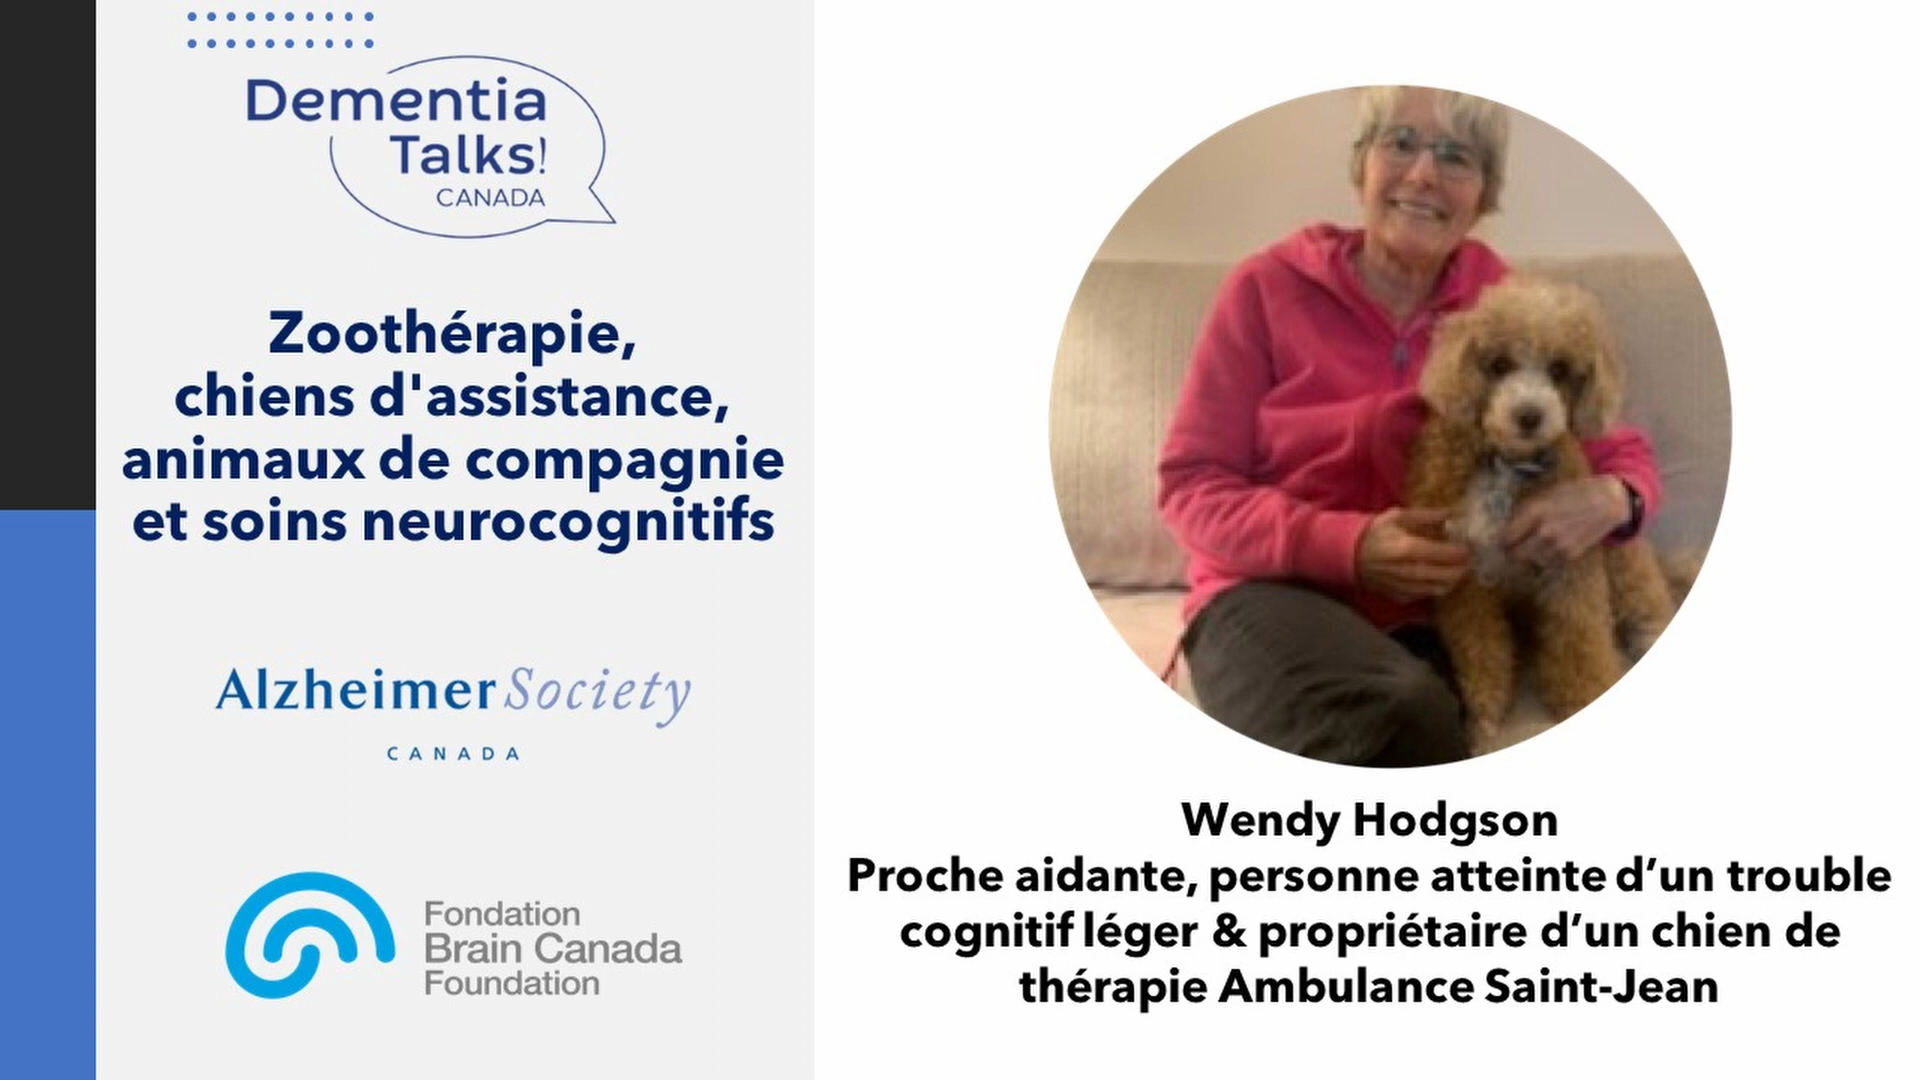 Dementia
Talks!
CANADA
Zoothérapie,
chiens d'assistance,
animaux de compagnie
et soins neurocognitifs
Alzheimer Society
CANADA
Fondation
Brain Canada
Foundation
Wendy Hodgson
Proche aidante, personne atteinte d’un trouble
cognitif léger & propriétaire d’un chien de
thérapie Ambulance Saint-Jean